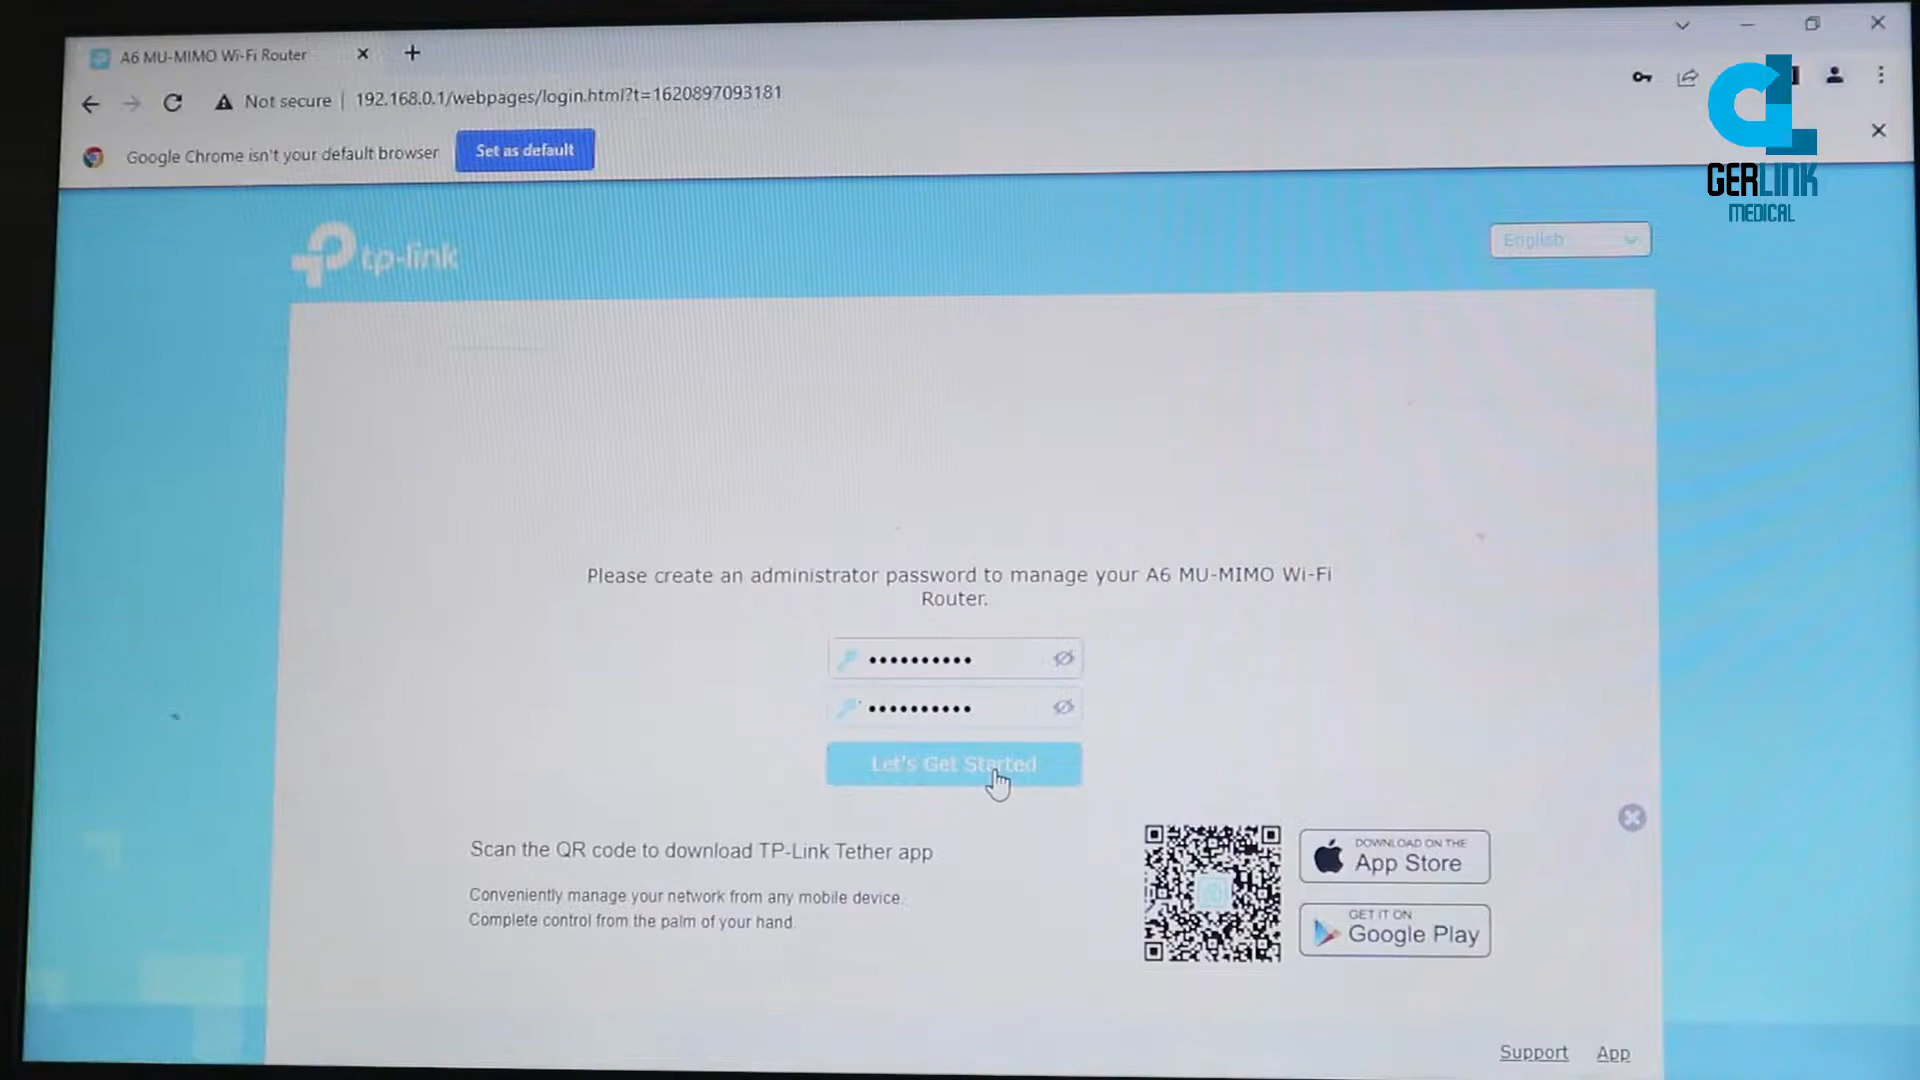 A6 MU-MIMO Wi-Fi Router
Not secure | 192.168.0.1/webpages/login.html?t=1620897093181
Google Chrome isn't your default browser
Set as default
GERLINK
MEDICAL
tp-link
English
Please create an administrator password to manage your A6 MU-MIMO Wi-Fi
Router.
••••••••••
••••••••••
Let's Get Started
Scan the QR code to download TP-Link Tether app
Conveniently manage your network from any mobile device.
Complete control from the palm of your hand.
DOWNLOAD ON THE
App Store
GET IT ON
Google Play
Support App